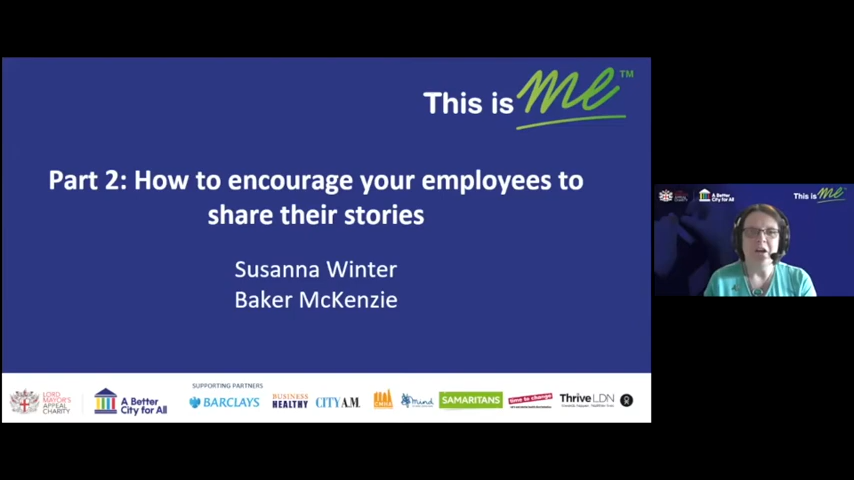 This is me™
Part 2: How to encourage your employees to
share their stories
Susanna Winter
Baker McKenzie
SUPPORTING PARTNERS
LORD
MAYOR'S
APPEAL
CHARITY
A Better
City for All
BARCLAYS
BUSINESS
HEALTHY
CITY A.M.
mind
SAMARITANS
time to change
Thrive LDN
A Better
City for All
This is me